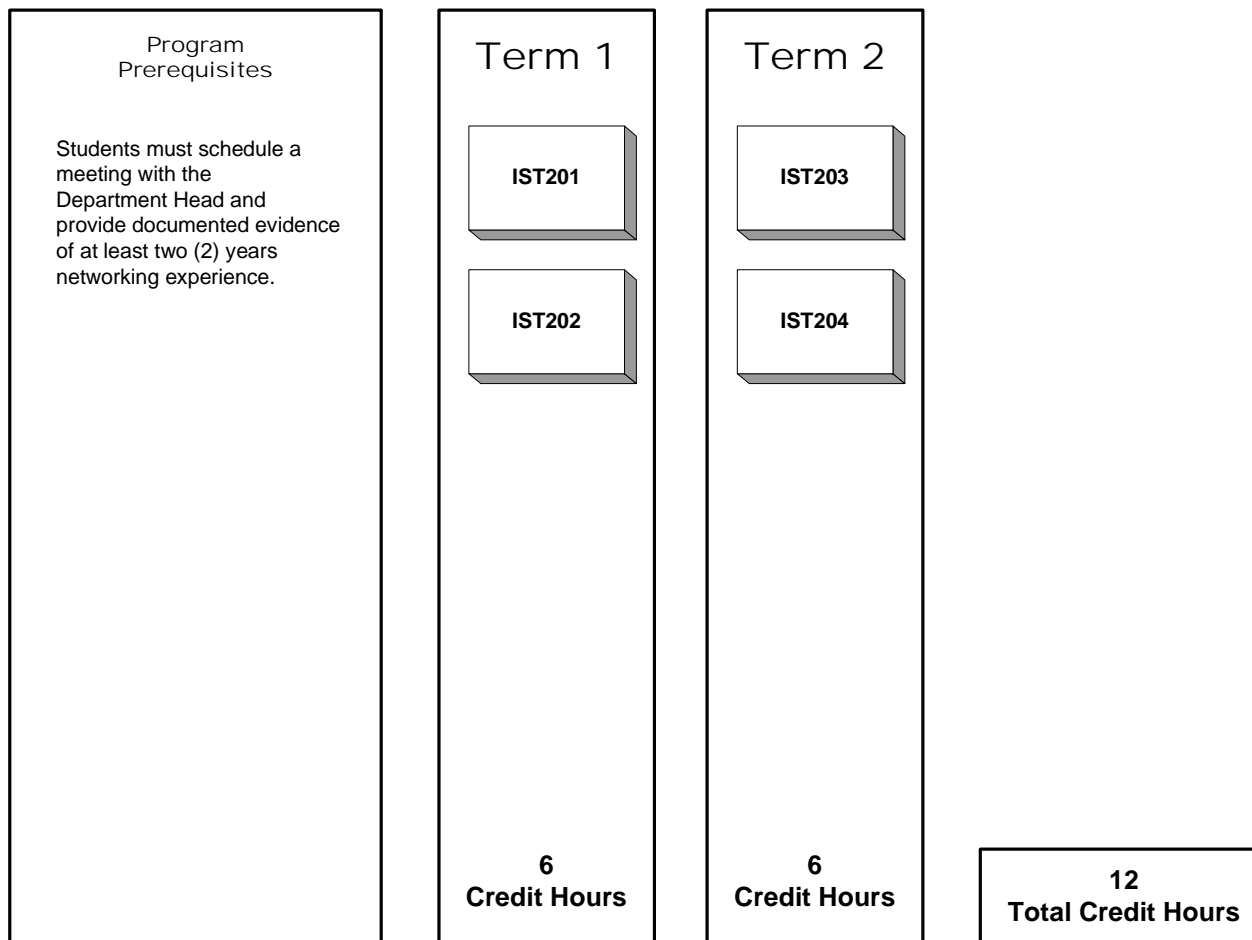 Program
Prerequisites
Students must schedule a
meeting with the
Department Head and
provide documented evidence
of at least two (2) years
networking experience.
Term 1
IST201
IST202
6
Credit Hours
Term 2
IST203
IST204
6
Credit Hours
12
Total Credit Hours